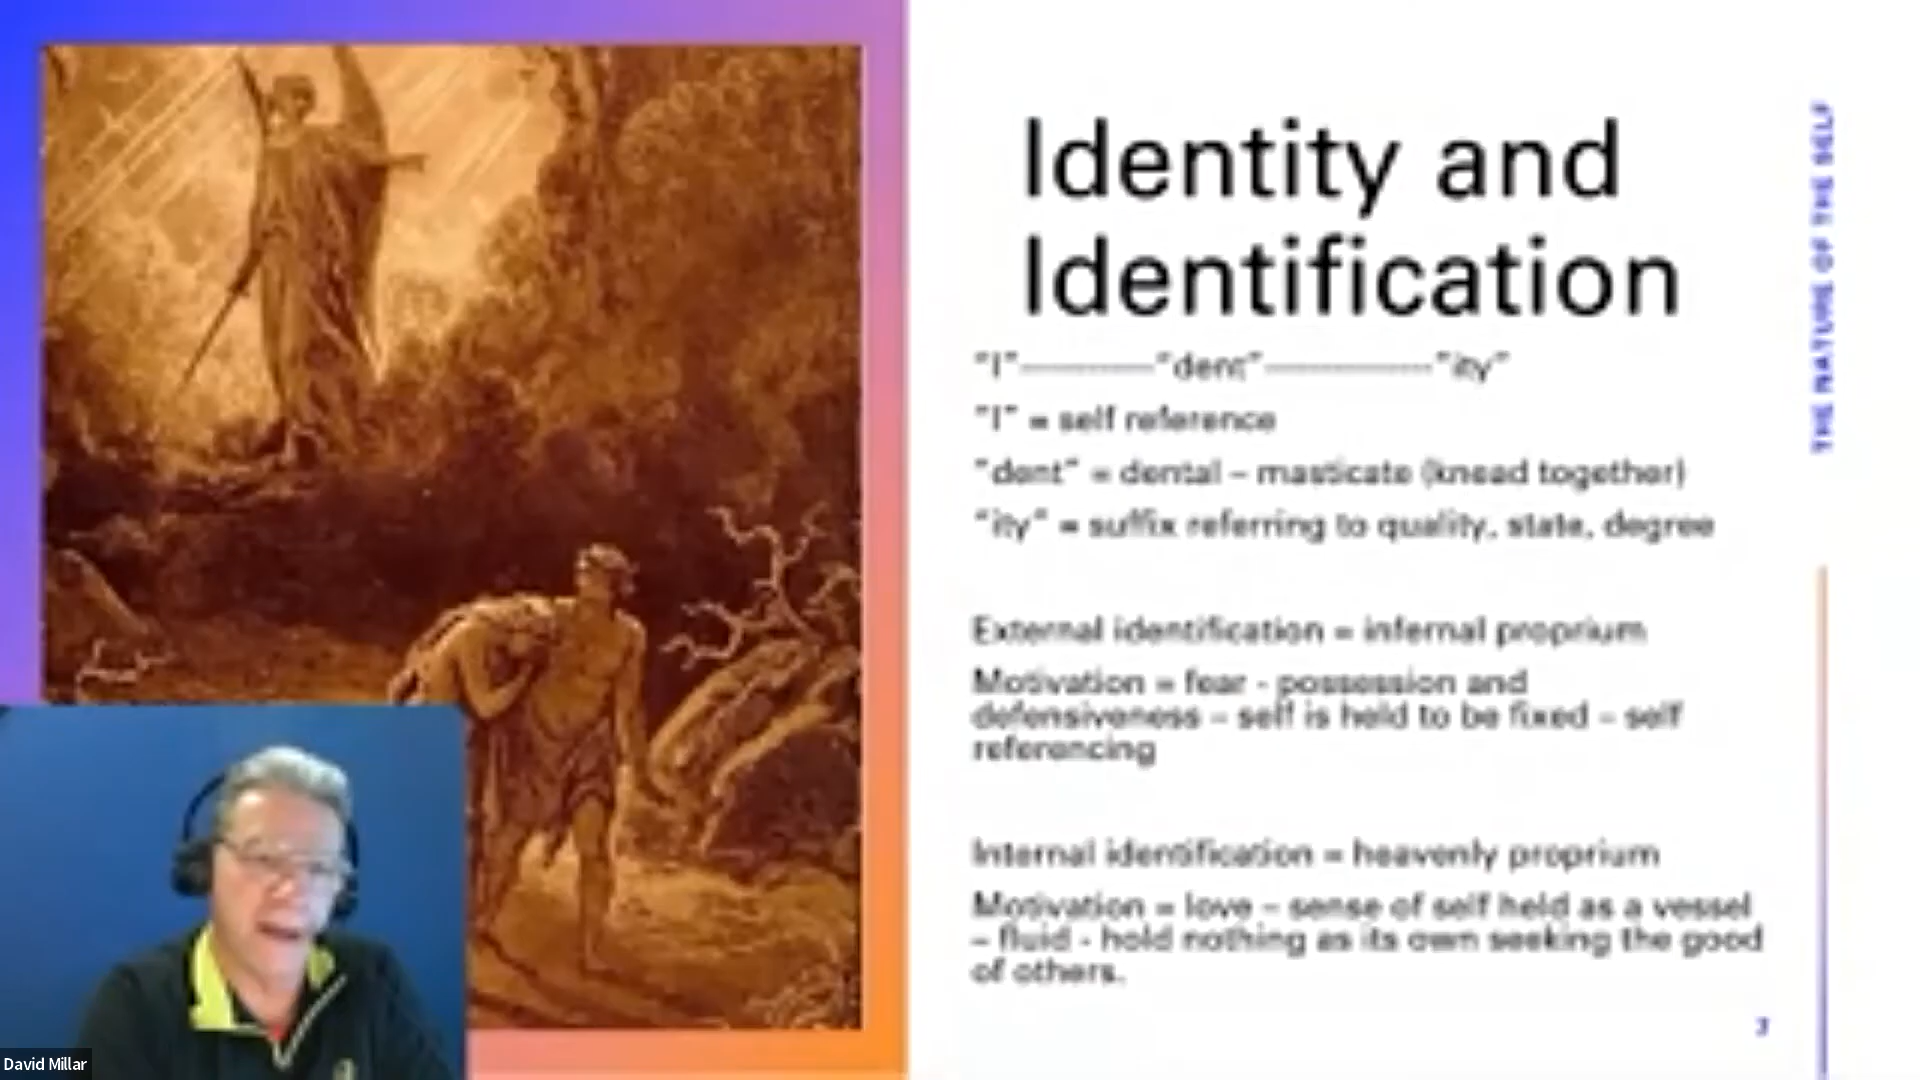 Identity and
Identification
"I"-----------"dent"--------------"ity"
"I" = self reference
"dent" = dental – masticate (knead together)
"ity" = suffix referring to quality, state, degree
External identification = infernal proprium
Motivation = fear - possession and
defensiveness – self is held to be fixed – self
referencing
Internal identification = heavenly proprium
Motivation = love – sense of self held as a vessel
– fluid - hold nothing as its own seeking the good
of others.
THE NATURE OF THE SELF
David Millar